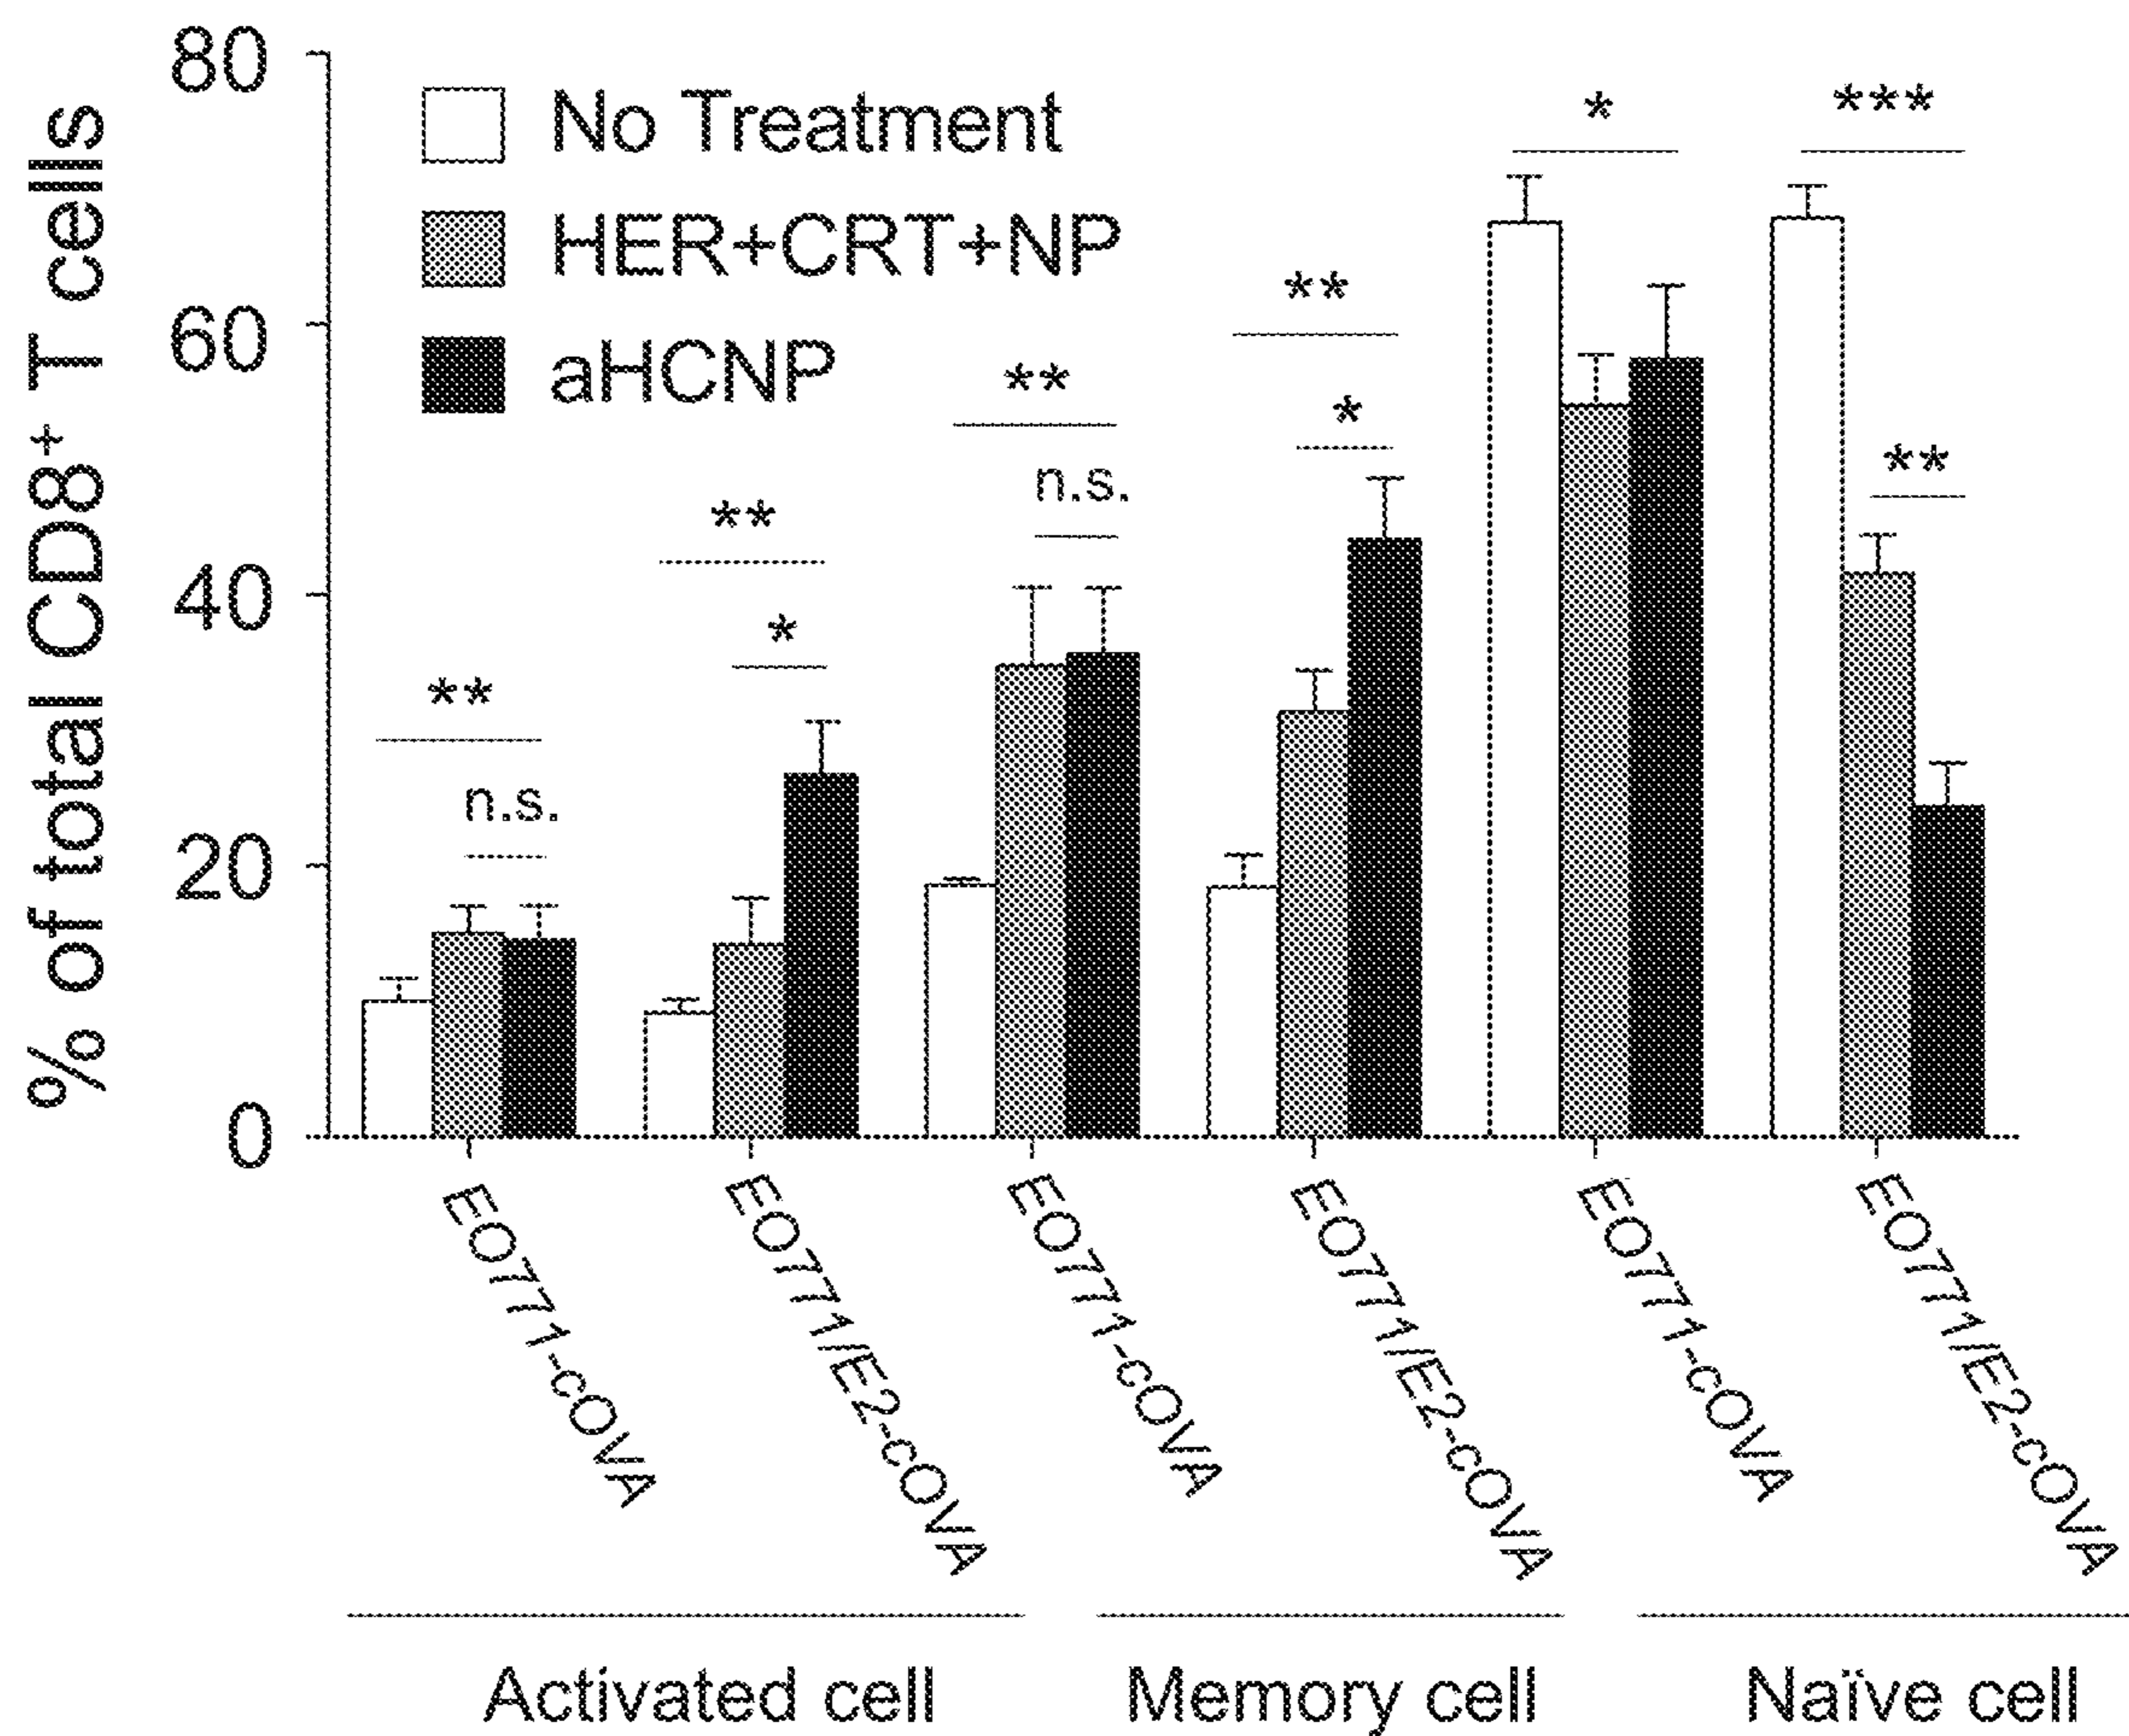 % of total CD8+ T cells
80
60
40
20
0
No Treatment
HER+CRT+NP
aHCNP
**
n.s.
**
*
**
n.s.
**
*
*
***
**
EO771-cOVA
EO771/E2-cOVA
EO771-cOVA
EO771/E2-cOVA
EO771-cOVA
EO771/E2-cOVA
Activated cell
Memory cell
Naïve cell